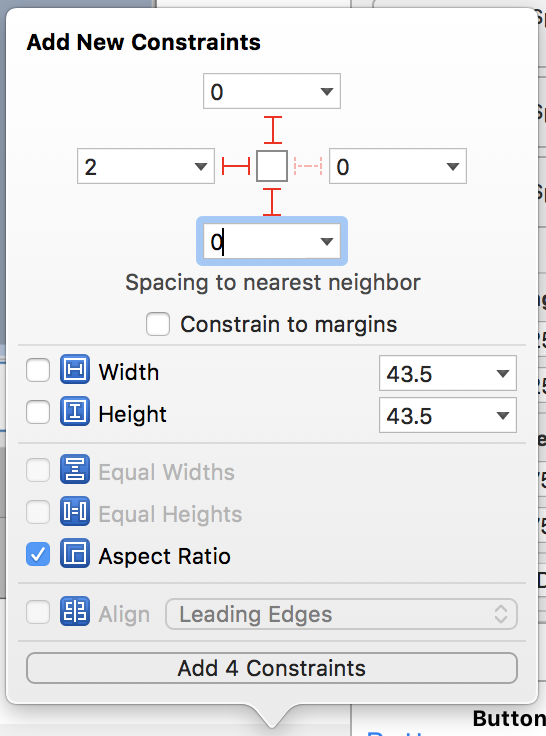 Add New Constraints
0
2
0
0
Spacing to nearest neighbor
Constrain to margins
Width 43.5
Height 43.5
Equal Widths
Equal Heights
Aspect Ratio
Align Leading Edges
Add 4 Constraints
Button